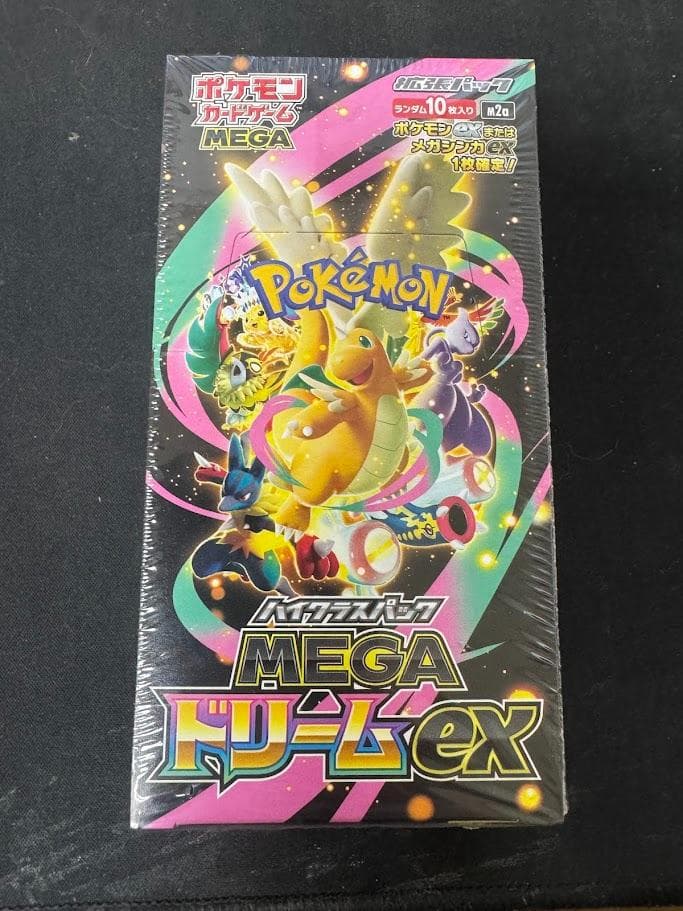 ポケモン
カードゲーム
MEGA
拡張パック
ランダム10枚入り m2a
ポケモンexまたは
メガシンカex
1枚確定!
POKéMON
TM
ハイクラスパック
MEGA
ドリームex